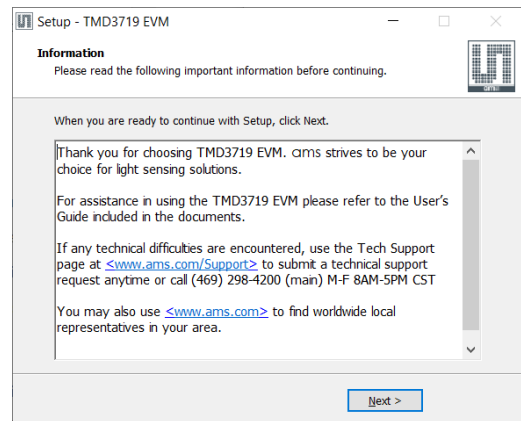 Setup - TMD3719 EVM
Information
Please read the following important information before continuing.
amu
When you are ready to continue with Setup, click Next.
Thank you for choosing TMD3719 EVM. ams strives to be your
choice for light sensing solutions.
For assistance in using the TMD3719 EVM please refer to the User's
Guide included in the documents.
If any technical difficulties are encountered, use the Tech Support
page at <www.ams.com/Support> to submit a technical support
request anytime or call (469) 298-4200 (main) M-F 8AM-5PM CST
You may also use <www.ams.com> to find worldwide local
representatives in your area.
Next >